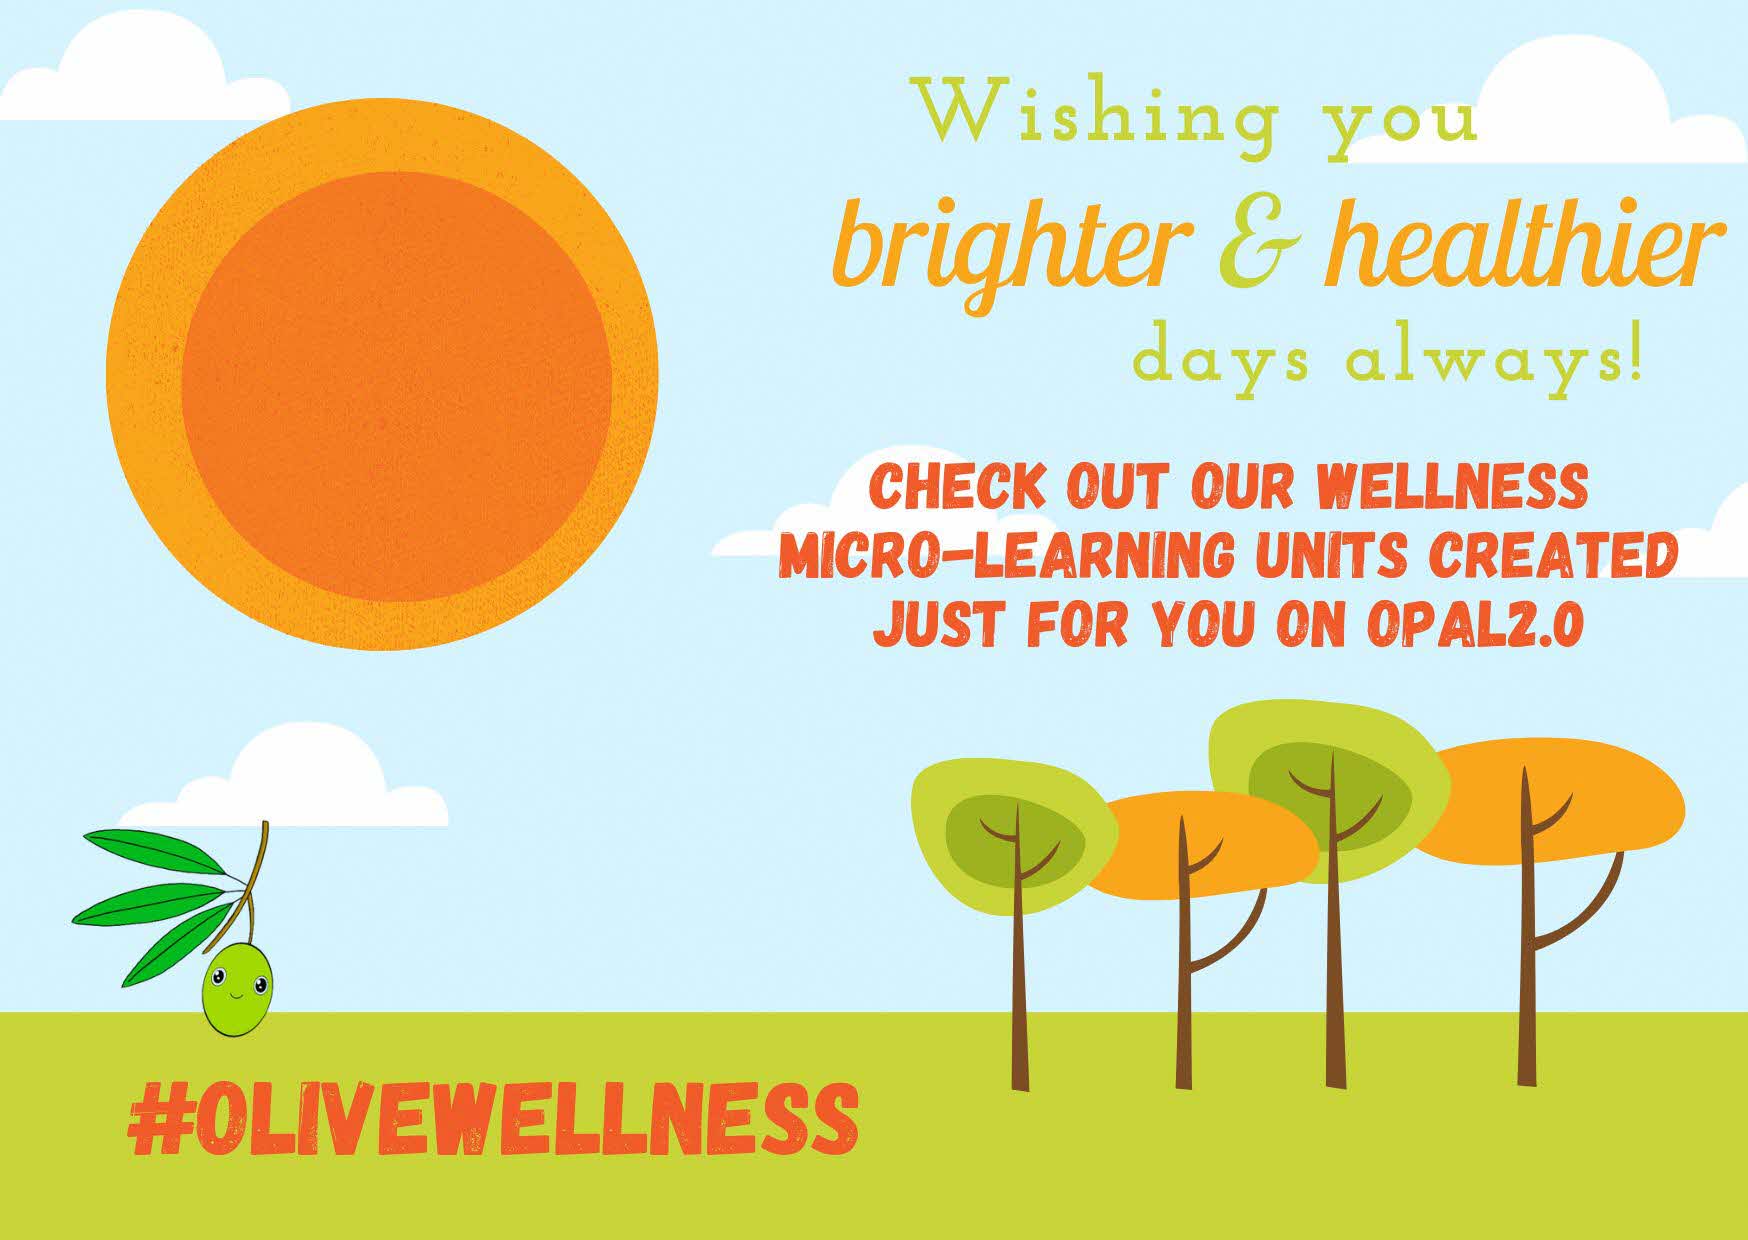 Wishing you
brighter & healthier
days always!
CHECK OUT OUR WELLNESS
MICRO-LEARNING UNITS CREATED
JUST FOR YOU ON OPAL2.0
#OLIVEWELLNESS